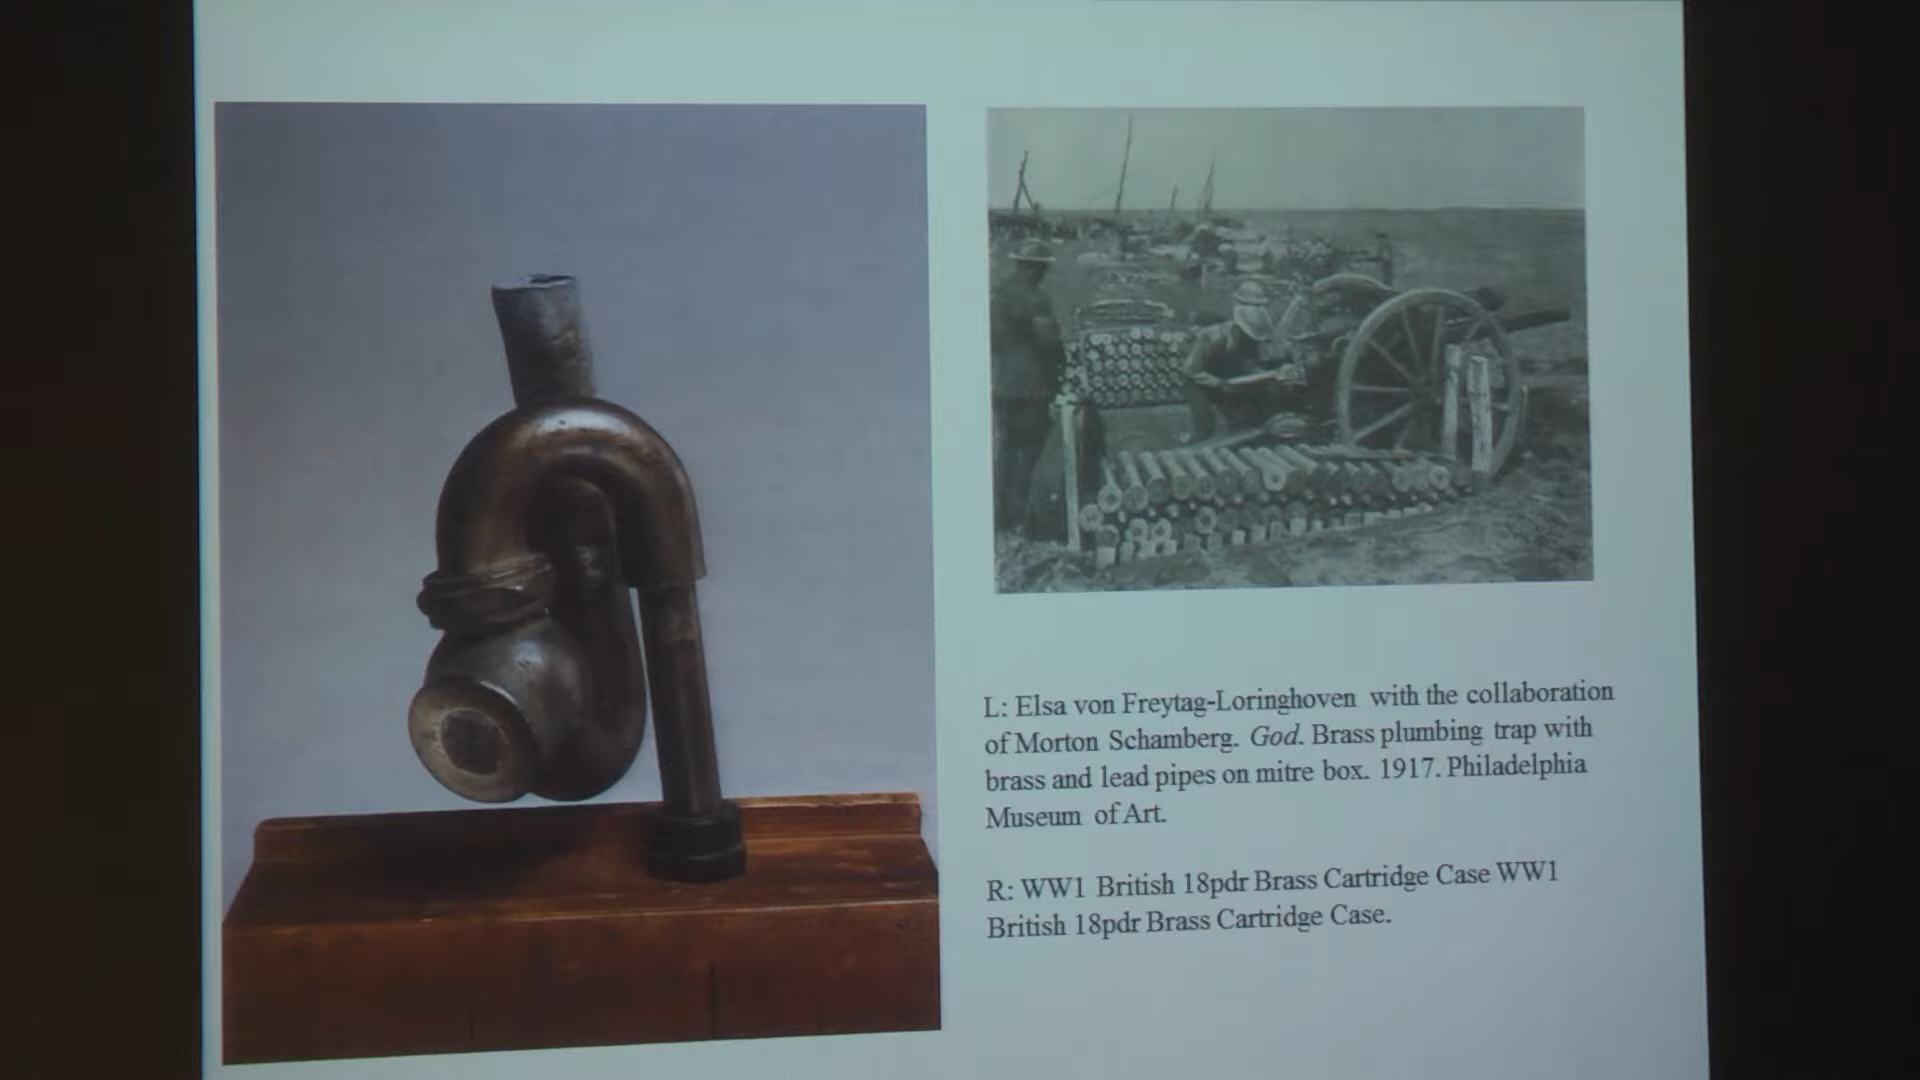 L: Elsa von Freytag-Loringhoven with the collaboration
of Morton Schamberg. God. Brass plumbing trap with
brass and lead pipes on mitre box. 1917. Philadelphia
Museum of Art.
R: WW1 British 18pdr Brass Cartridge Case WW1
British 18pdr Brass Cartridge Case.